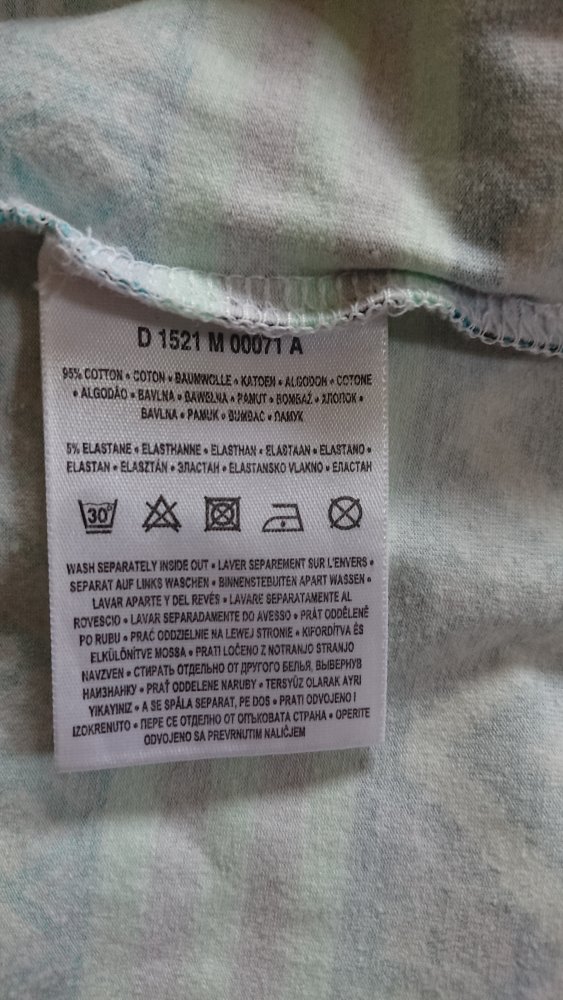 D 1521 M 00071 A
95% COTTON • COTON • BAUMWOLLE • KATOEN • ALGODON • COTONE
• ALGODÃO • BAVLNA • BAWEŁNA • PAMUT • BOMBAŽ • ХЛОПОК •
BAVLNA • PAMUK • BUMBAC • ПАМУК
5% ELASTANE • ELASTHANNE • ELASTHAN • ELASTAAN • ELASTANO •
ELASTAN • ELASZTÁN • ЭЛАСТАН • ELASTANSKO VLAKNO • ЕЛАСТАН
30°
WASH SEPARATELY INSIDE OUT • LAVER SEPAREMENT SUR L'ENVERS •
SEPARAT AUF LINKS WASCHEN • BINNENSTEBUITEN APART WASSEN •
LAVAR APARTE Y DEL REVÉS • LAVARE SEPARATAMENTE AL
ROVESCIO • LAVAR SEPARADAMENTE DO AVESSO • PRÁT ODDĚLENĚ
PO RUBU • PRAĆ ODDZIELNIE NA LEWEJ STRONIE • KIFORDÍTVA ÉS
ELKÜLÖNÍTVE MOSSA • PRATI LOČENO Z NOTRANJO STRANJO
NAVZVEN • СТИРАТЬ ОТДЕЛЬНО ОТ ДРУГОГО БЕЛЬЯ, ВЫВЕРНУВ
НАИЗНАНКУ • PRAŤ ODDELENE NARUBY • TERSYÜZ OLARAK AYRI
YIKAYINIZ • A SE SPĂLA SEPARAT, PE DOS • PRATI ODVOJENO I
IZOKRENUTO • ПЕРЕ СЕ ОТДЕЛНО ОТ ОПЪКОВАТА СТРАНА • OPERITE
ODVOJENO SA PREVRNUTIM NALIČJEM